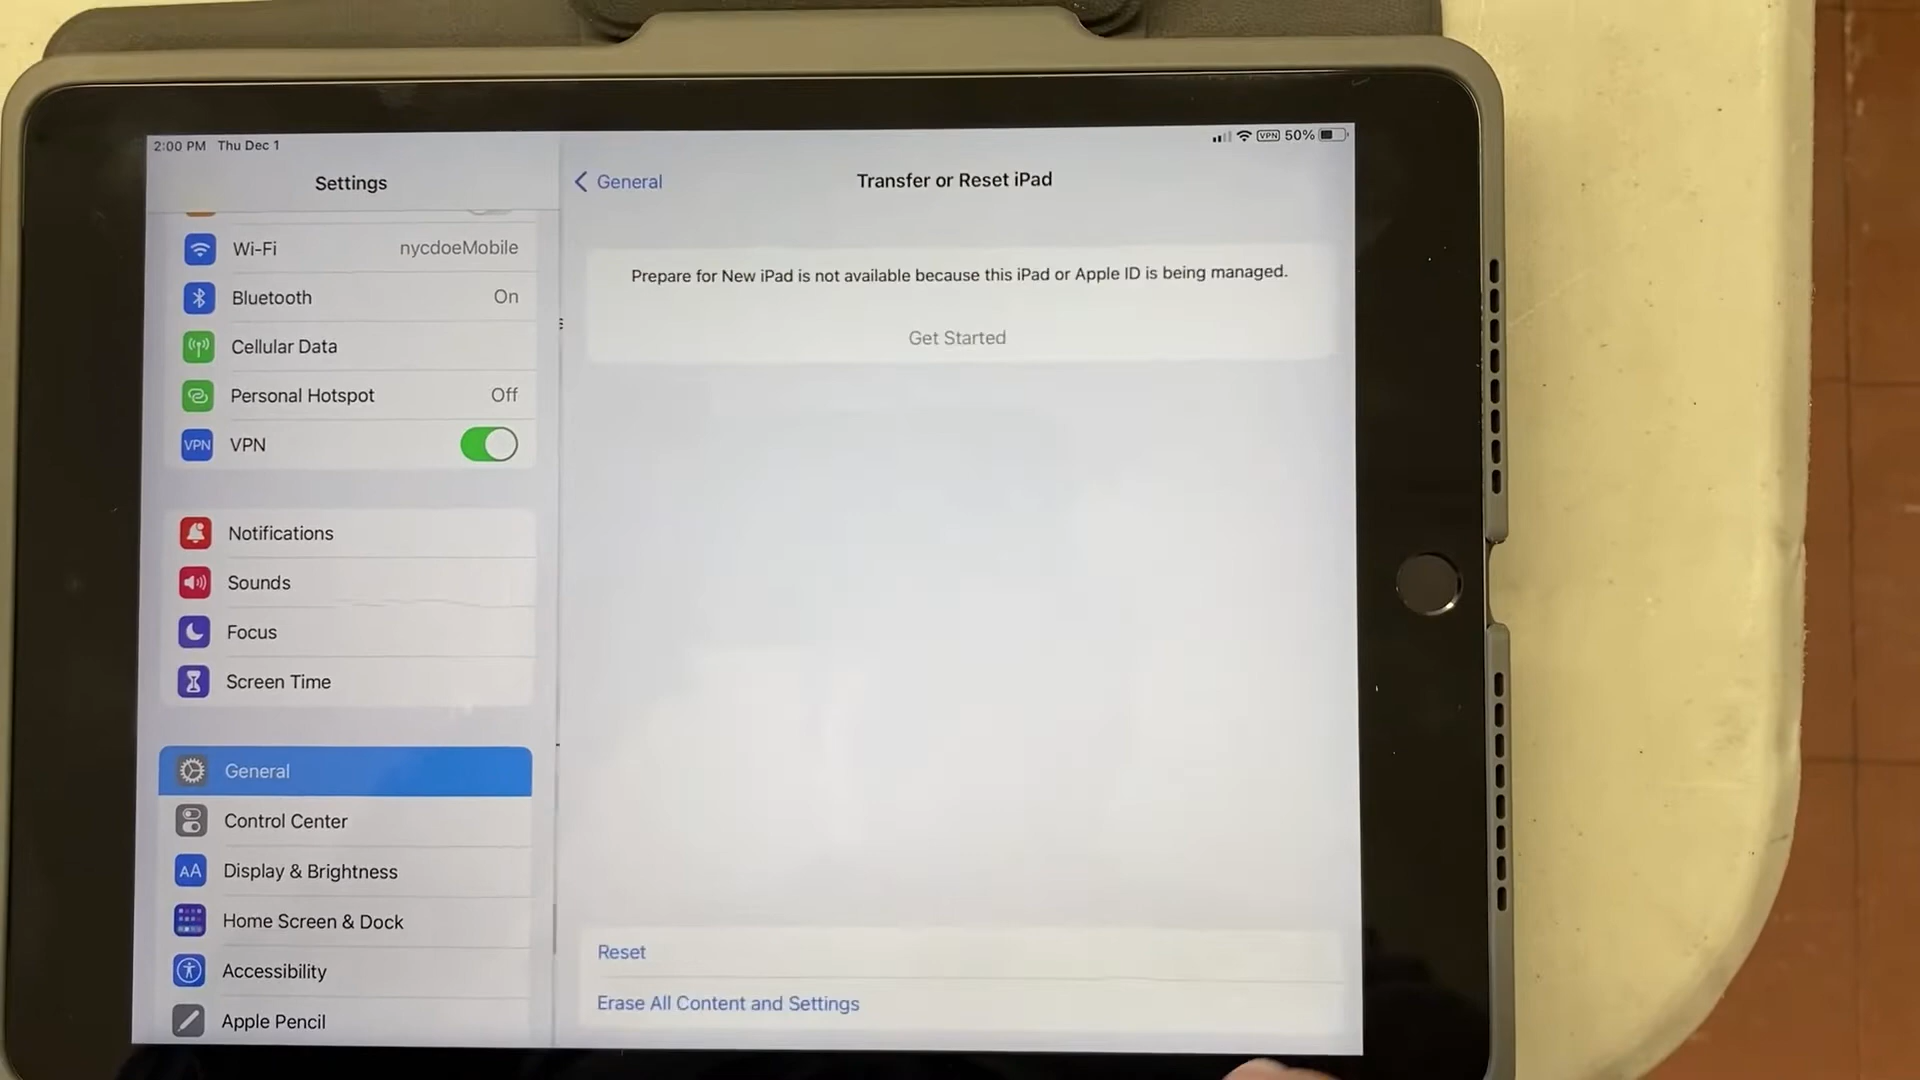 2:00 PM Thu Dec 1
VPN 50%
Settings
Wi-Fi nycdoeMobile
Bluetooth On
Cellular Data
Personal Hotspot Off
VPN VPN
Notifications
Sounds
Focus
Screen Time
General
Control Center
AA Display & Brightness
Home Screen & Dock
Accessibility
Apple Pencil
General
Transfer or Reset iPad
Prepare for New iPad is not available because this iPad or Apple ID is being managed.
Get Started
Reset
Erase All Content and Settings